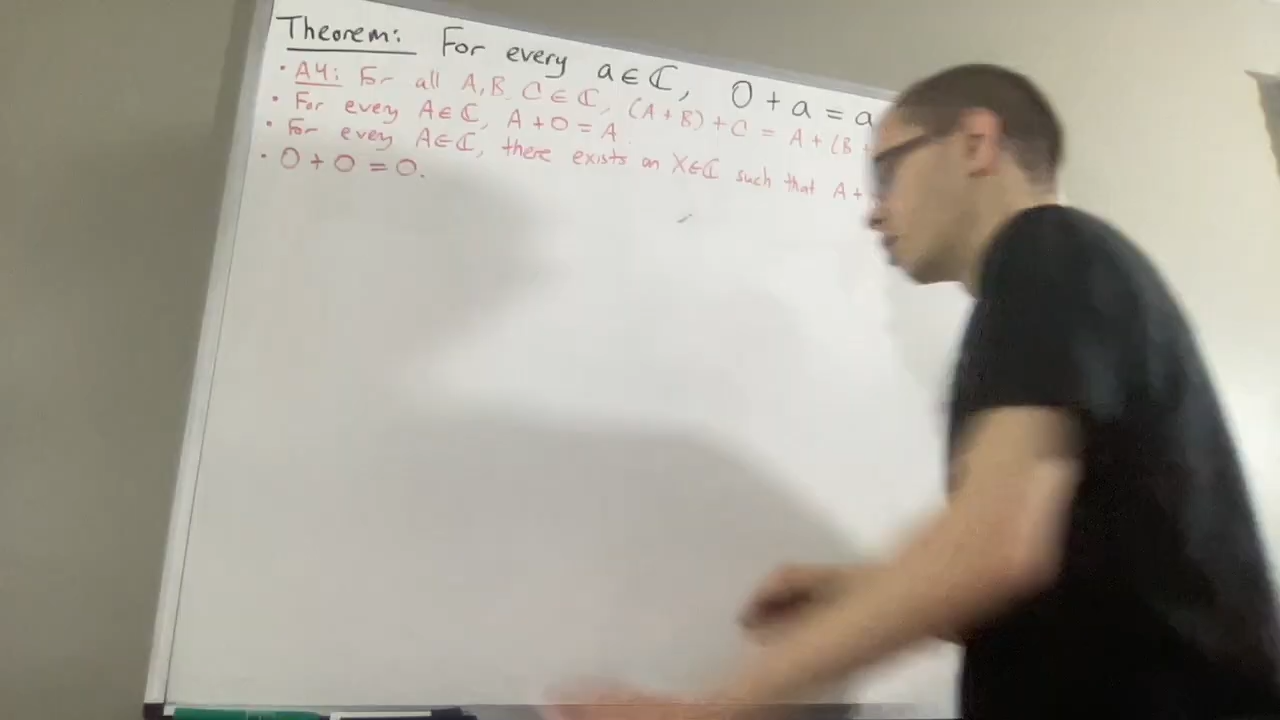 Theorem: For every a∈ℂ, 0 + a = a
• A4: For all A, B, C∈ℂ, (A + B) + C = A + (B +
• For every A∈ℂ, A + 0 = A.
• For every A∈ℂ, there exists an X∈ℂ such that A +
• 0 + 0 = 0.